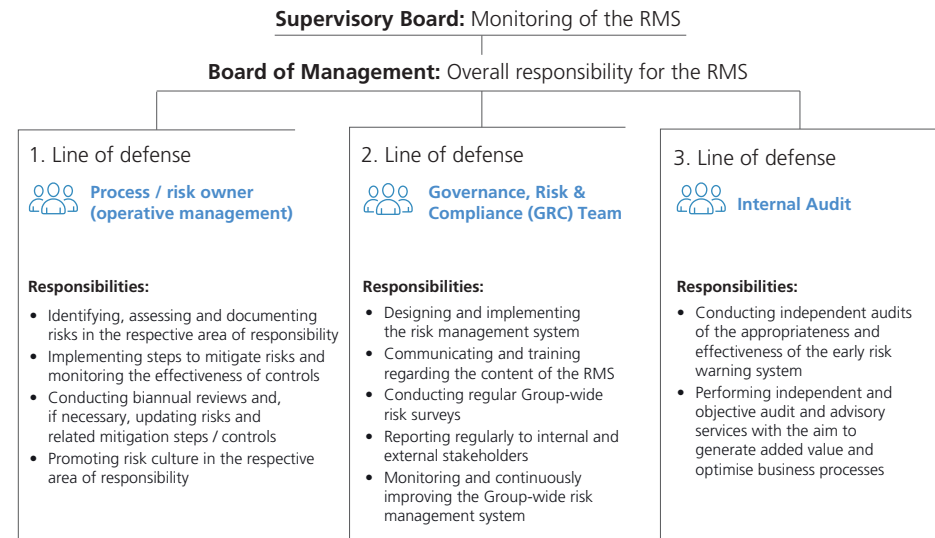 Supervisory Board: Monitoring of the RMS
Board of Management: Overall responsibility for the RMS
1. Line of defense
Process / risk owner
(operative management)
Responsibilities:
• Identifying, assessing and documenting
risks in the respective area of responsibility
• Implementing steps to mitigate risks and
monitoring the effectiveness of controls
• Conducting biannual reviews and,
if necessary, updating risks and
related mitigation steps / controls
• Promoting risk culture in the respective
area of responsibility
2. Line of defense
Governance, Risk &
Compliance (GRC) Team
Responsibilities:
• Designing and implementing
the risk management system
• Communicating and training
regarding the content of the RMS
• Conducting regular Group-wide
risk surveys
• Reporting regularly to internal and
external stakeholders
• Monitoring and continuously
improving the Group-wide risk
management system
3. Line of defense
Internal Audit
Responsibilities:
• Conducting independent audits
of the appropriateness and
effectiveness of the early risk
warning system
• Performing independent and
objective audit and advisory
services with the aim to
generate added value and
optimise business processes